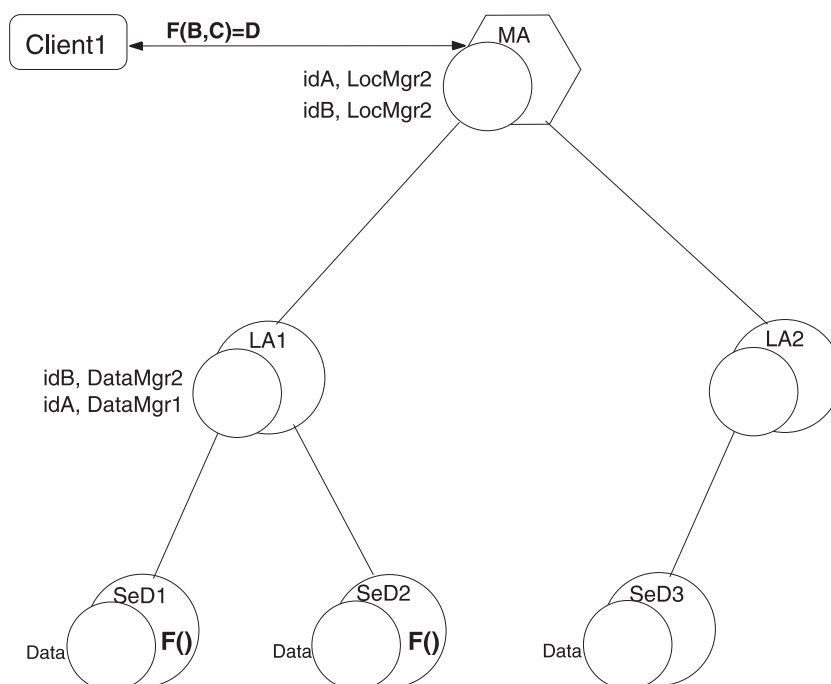 Client1
F(B,C)=D
MA
idA, LocMgr2
idB, LocMgr2
LA1
LA2
idB, DataMgr2
idA, DataMgr1
SeD1
SeD2
SeD3
F()
F()
Data
Data
Data